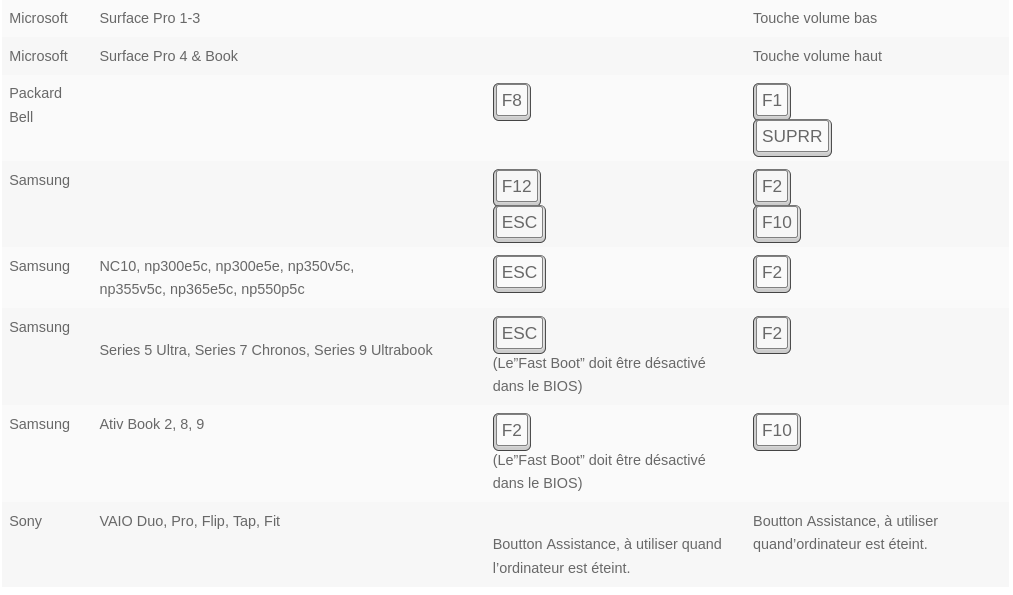 Microsoft Surface Pro 1-3 Touche volume bas
Microsoft Surface Pro 4 & Book Touche volume haut
Packard F8 F1
Bell SUPRR
Samsung F12 F2
ESC F10
Samsung NC10, np300e5c, np300e5e, np350v5c, ESC F2
np355v5c, np365e5c, np550p5c
Samsung ESC F2
Series 5 Ultra, Series 7 Chronos, Series 9 Ultrabook
(Le”Fast Boot” doit être désactivé
dans le BIOS)
Samsung Ativ Book 2, 8, 9 F2 F10
(Le”Fast Boot” doit être désactivé
dans le BIOS)
Sony VAIO Duo, Pro, Flip, Tap, Fit Boutton Assistance, à utiliser
Boutton Assistance, à utiliser quand quand’ordinateur est éteint.
l’ordinateur est éteint.